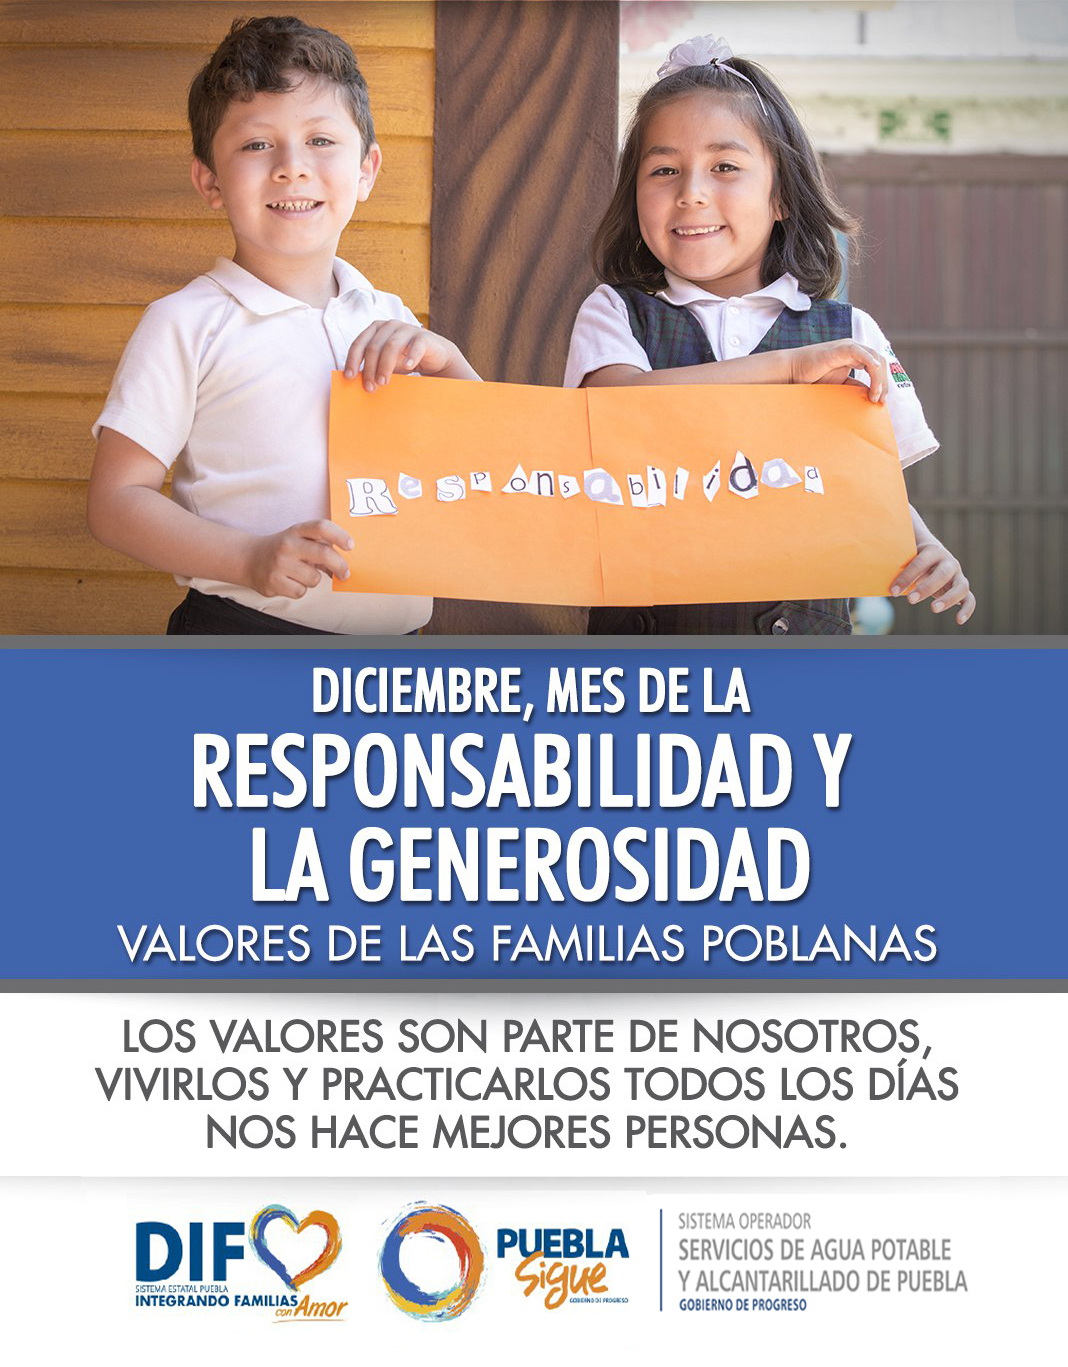 Responsabilidad
DICIEMBRE, MES DE LA
RESPONSABILIDAD Y
LA GENEROSIDAD
VALORES DE LAS FAMILIAS POBLANAS
LOS VALORES SON PARTE DE NOSOTROS,
VIVIRLOS Y PRACTICARLOS TODOS LOS DÍAS
NOS HACE MEJORES PERSONAS.
DIF
SISTEMA ESTATAL PUEBLA
INTEGRANDO FAMILIAS
con Amor
PUEBLA
Sigue
GOBIERNO DE PROGRESO
SISTEMA OPERADOR
SERVICIOS DE AGUA POTABLE
Y ALCANTARILLADO DE PUEBLA
GOBIERNO DE PROGRESO